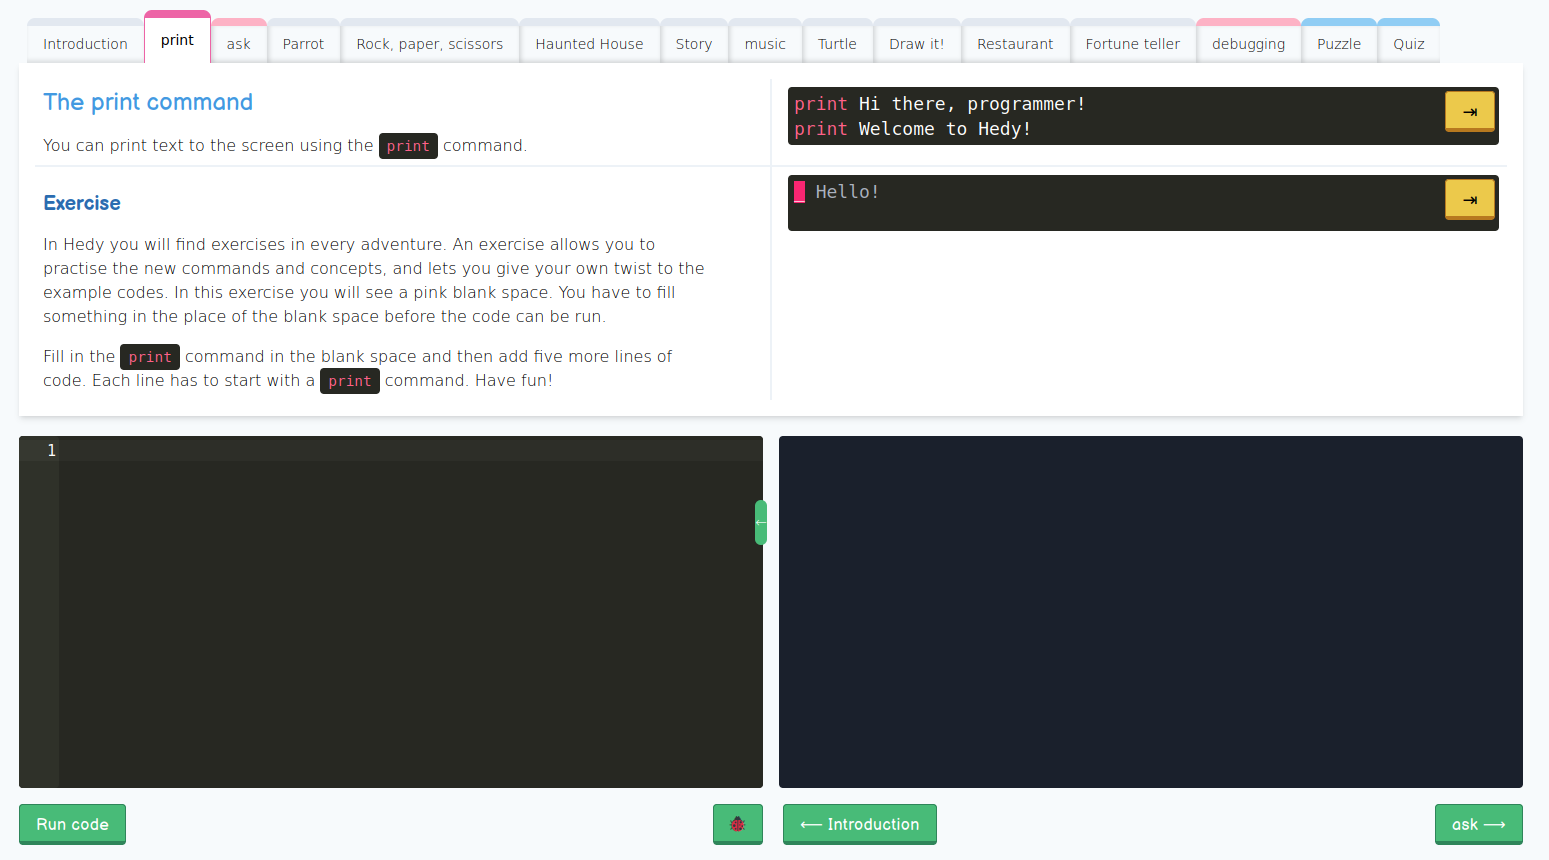 Introduction
print
ask
Parrot
Rock, paper, scissors
Haunted House
Story
music
Turtle
Draw it!
Restaurant
Fortune teller
debugging
Puzzle
Quiz
The print command
You can print text to the screen using the print command.
print Hi there, programmer!
print Welcome to Hedy!
⇥
Exercise
In Hedy you will find exercises in every adventure. An exercise allows you to
practise the new commands and concepts, and lets you give your own twist to the
example codes. In this exercise you will see a pink blank space. You have to fill
something in the place of the blank space before the code can be run.
Fill in the print command in the blank space and then add five more lines of
code. Each line has to start with a print command. Have fun!
_ Hello!
⇥
1
←
Run code
⟵ Introduction
ask ⟶